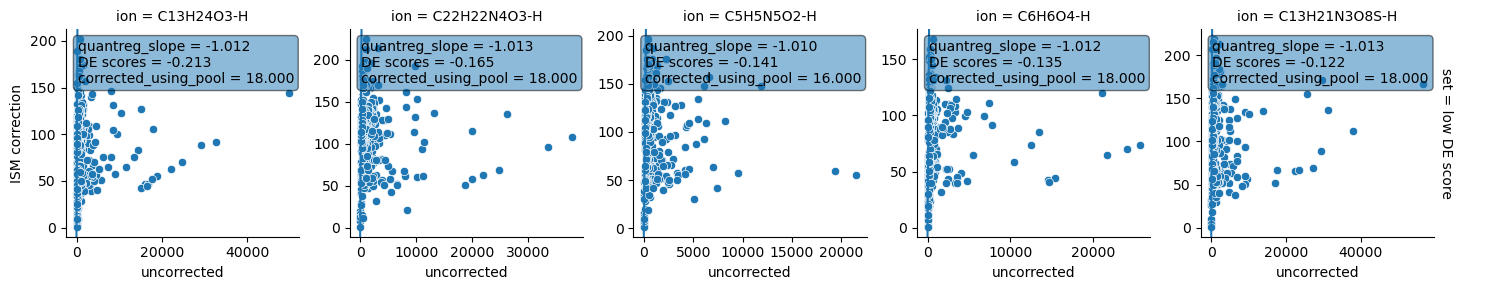 ion = C13H24O3-H
ion = C22H22N4O3-H
ion = C5H5N5O2-H
ion = C6H6O4-H
ion = C13H21N3O8S-H
ISM correction
200
150
100
50
0
quantreg_slope = -1.012
DE scores = -0.213
corrected_using_pool = 18.000
0
20000
40000
uncorrected
200
150
100
50
0
quantreg_slope = -1.013
DE scores = -0.165
corrected_using_pool = 18.000
0
10000
20000
30000
uncorrected
200
150
100
50
0
quantreg_slope = -1.010
DE scores = -0.141
corrected_using_pool = 16.000
0
5000
10000
15000
20000
uncorrected
150
100
50
0
quantreg_slope = -1.012
DE scores = -0.135
corrected_using_pool = 18.000
0
10000
20000
uncorrected
200
150
100
50
0
quantreg_slope = -1.013
DE scores = -0.122
corrected_using_pool = 18.000
0
20000
40000
uncorrected
set = low DE score